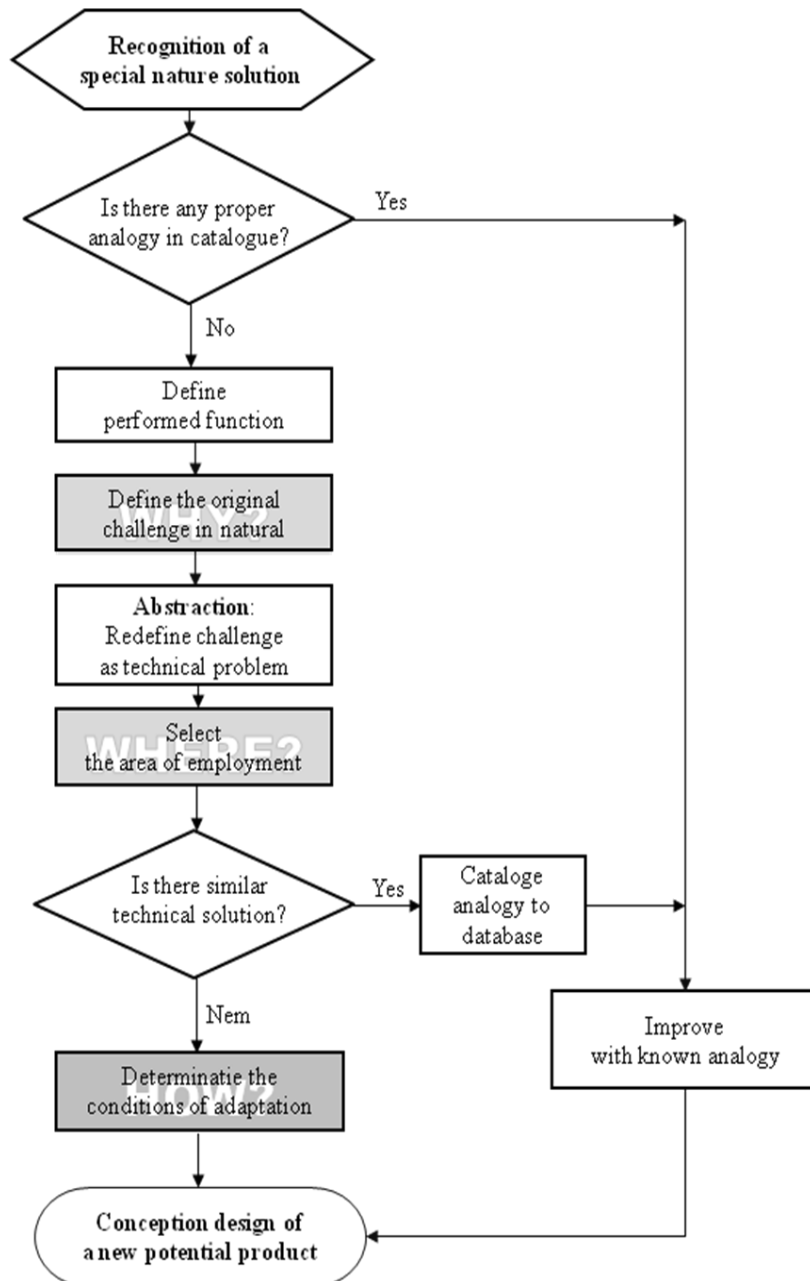 Recognition of a
special nature solution
Is there any proper
analogy in catalogue?
Yes
No
Define
performed function
WHY?
Define the original
challenge in natural
Abstraction:
Redefine challenge
as technical problem
WHERE?
Select
the area of employment
Is there similar
technical solution?
Yes
Cataloge
analogy to
database
Nem
Improve
with known analogy
HOW?
Determinatie the
conditions of adaptation
Conception design of
a new potential product